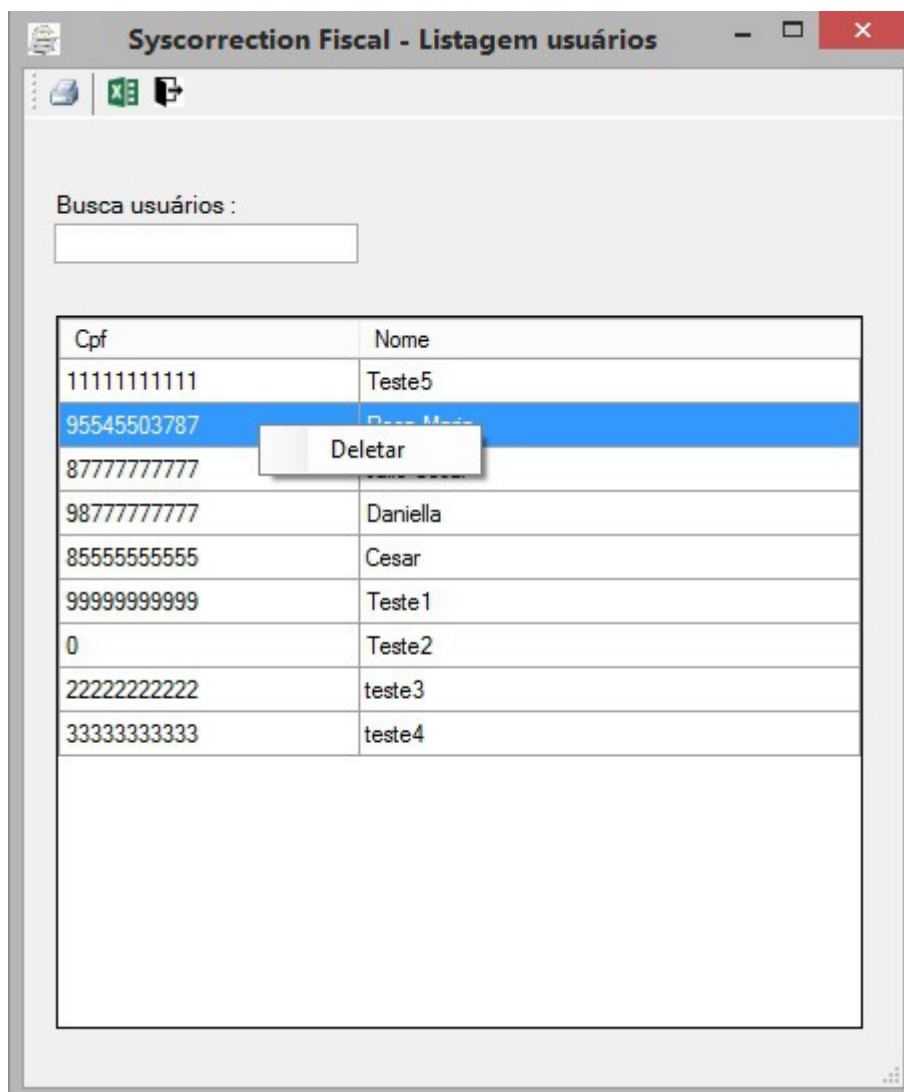 Syscorrection Fiscal - Listagem usuários
Busca usuários :
Cpf Nome
11111111111 Teste5
95545503787 Maria
Deletar
87777777777
98777777777 Daniella
85555555555 Cesar
99999999999 Teste1
0 Teste2
22222222222 teste3
33333333333 teste4